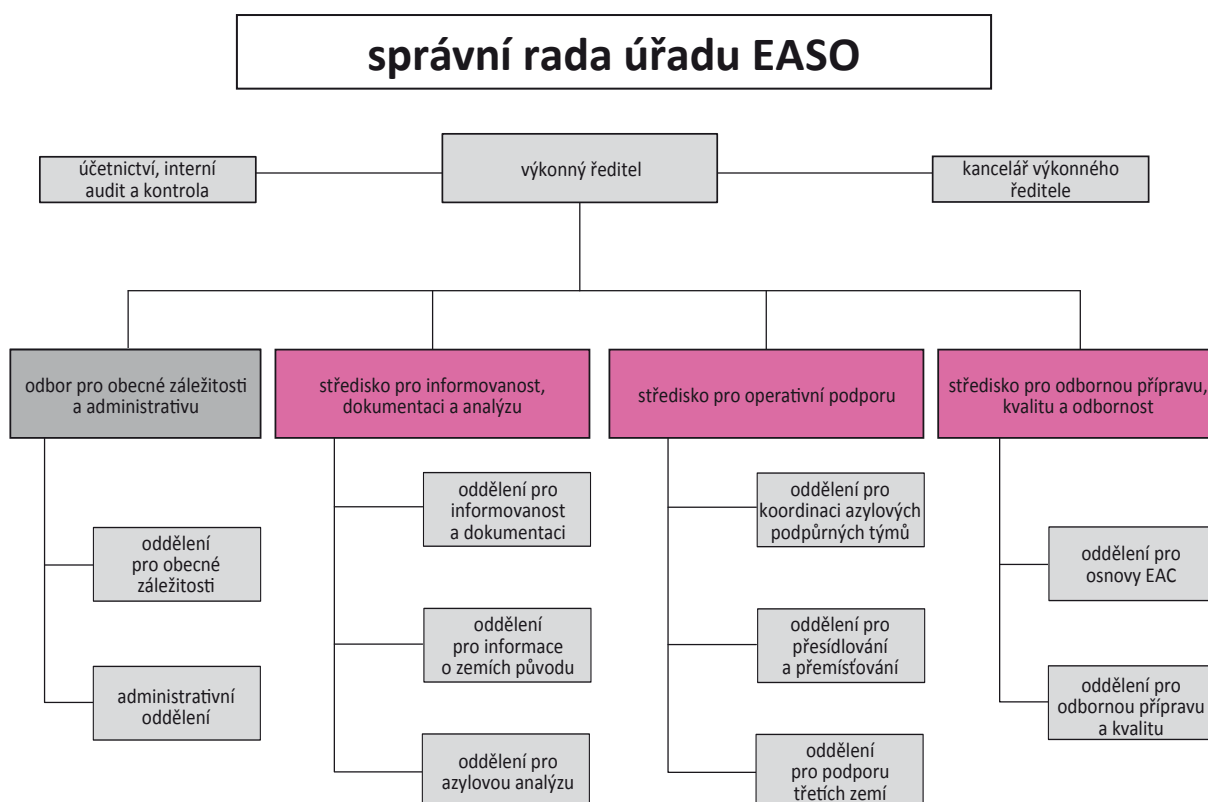 správní rada úřadu EASO
účetnictví, interní
audit a kontrola
výkonný ředitel
kancelář výkonného
ředitele
odbor pro obecné záležitosti
a administrativu
středisko pro informovanost,
dokumentaci a analýzu
středisko pro operativní podporu
středisko pro odbornou přípravu,
kvalitu a odbornost
oddělení
pro obecné
záležitosti
administrativní
oddělení
oddělení pro
informovanost
a dokumentaci
oddělení
pro informace
o zemích původu
oddělení pro
azylovou analýzu
oddělení pro
koordinaci azylových
podpůrných týmů
oddělení pro
přesídlování
a přemísťování
oddělení
pro podporu
třetích zemí
oddělení pro
osnovy EAC
oddělení pro
odbornou přípravu
a kvalitu